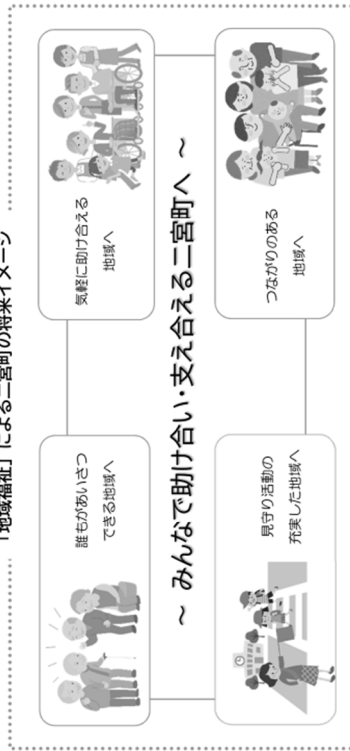 「地域福祉」による二宮町の将来イメージ
誰もがあいさつ
できる地域へ
気軽に助け合える
地域へ
～ みんなで助け合い・支え合える二宮町へ ～
見守り活動の
充実した地域へ
つながりのある
地域へ